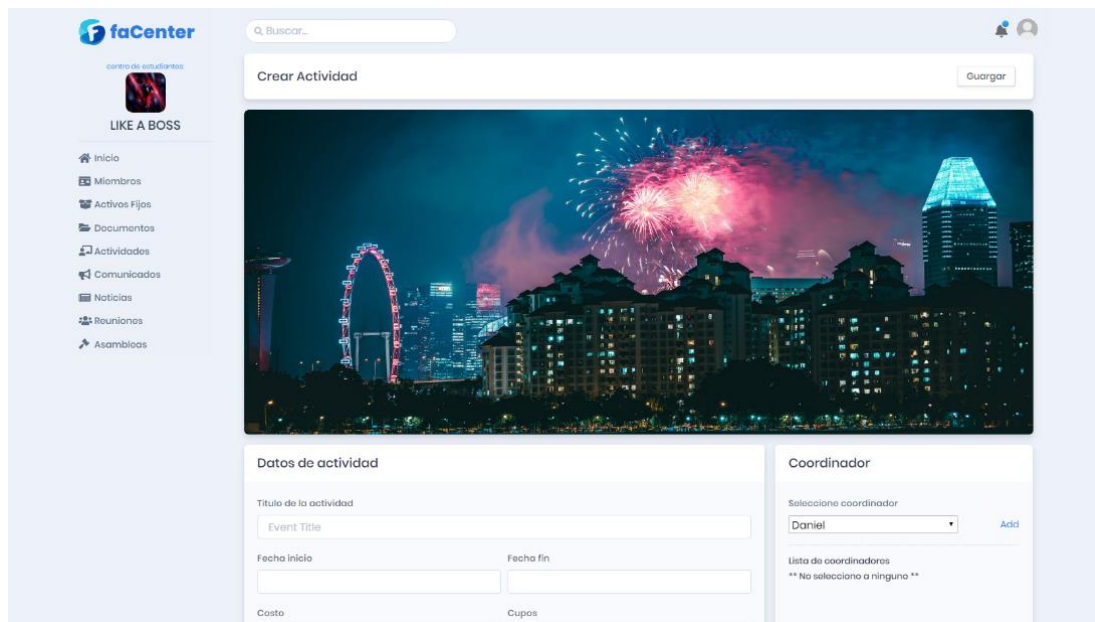 faCenter
Buscar...
centro de estudiantes:
LIKE A BOSS
Inicio
Miembros
Activos Fijos
Documentos
Actividades
Comunicados
Noticias
Reuniones
Asambleas
Crear Actividad
Guargar
Datos de actividad
Titulo de la actividad
Event Title
Fecha inicio
Fecha fin
Costo
Cupos
Coordinador
Seleccione coordinador
Daniel
Add
Lista de coordinadores
** No selecciono a ninguno **